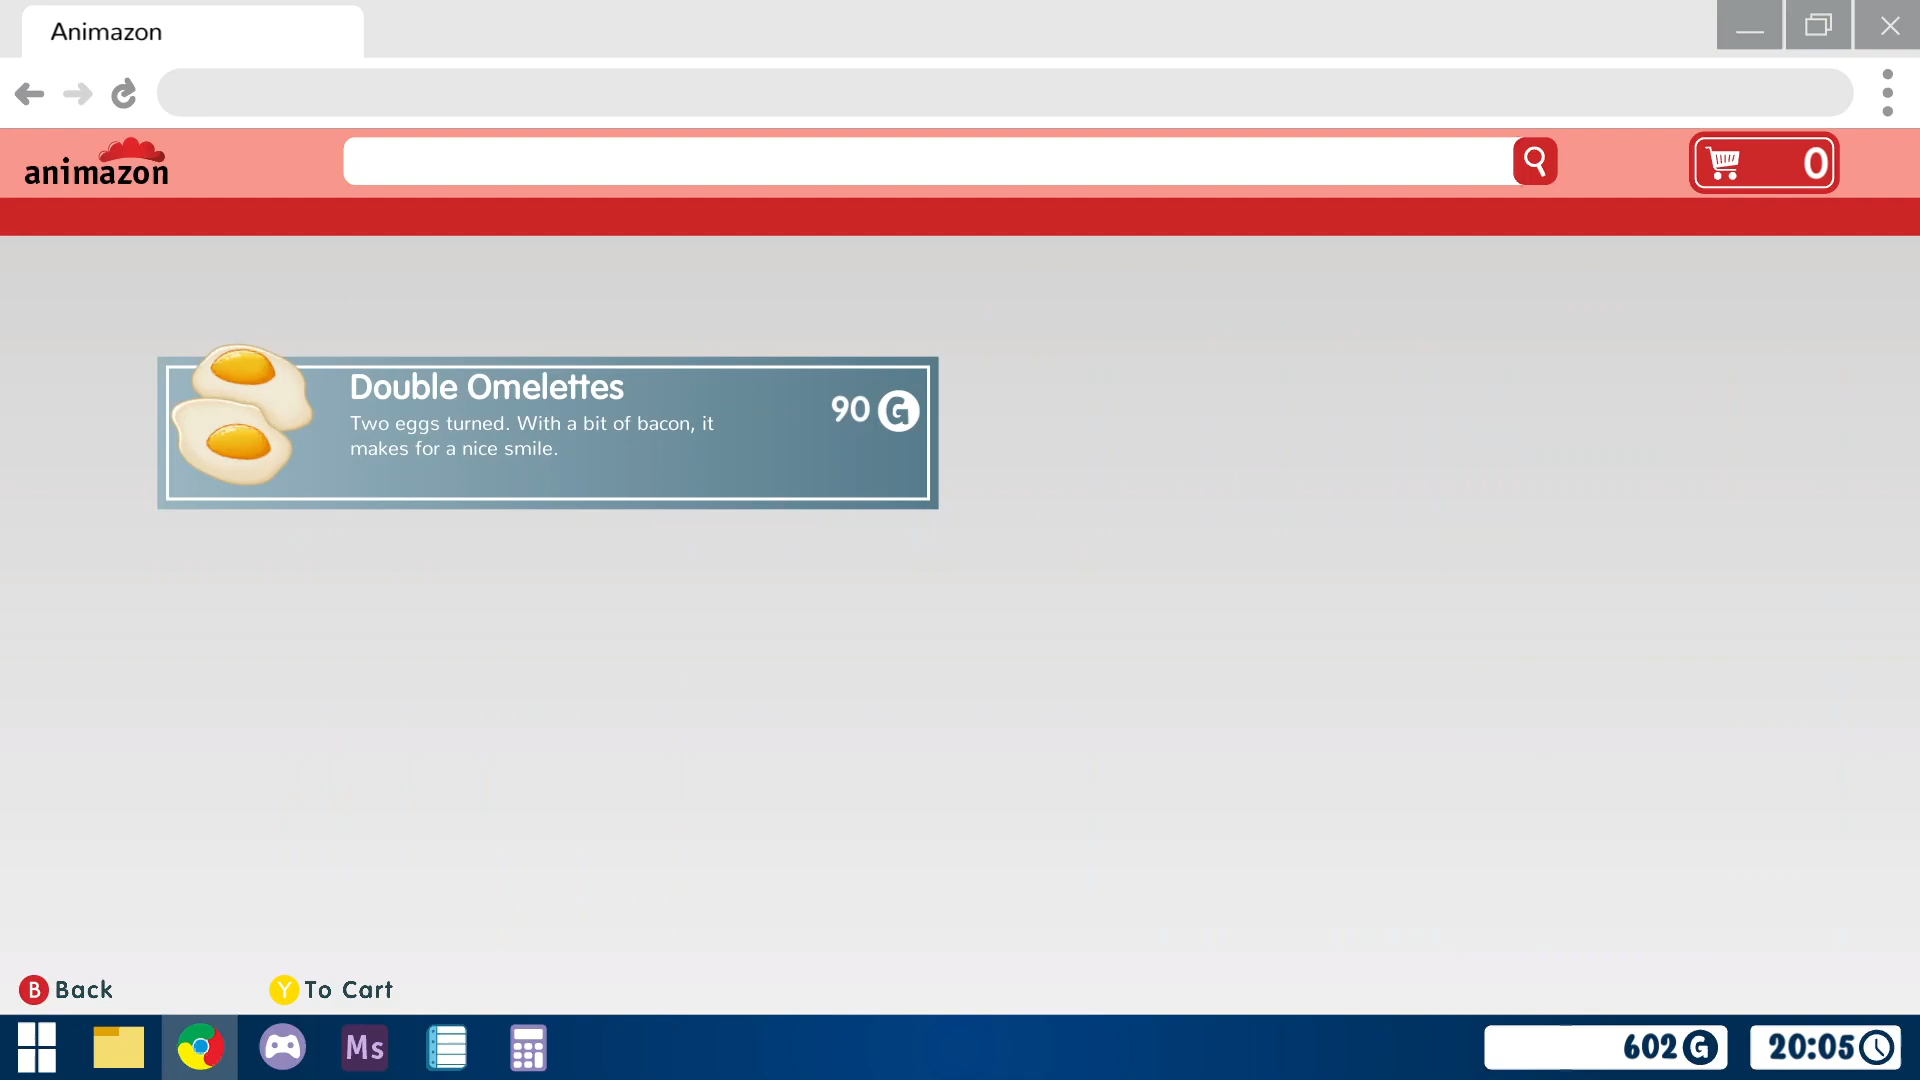 Animazon
animazon
0
Double Omelettes
90 G
Two eggs turned. With a bit of bacon, it
makes for a nice smile.
B Back
Y To Cart
Ms
602 G
20:05